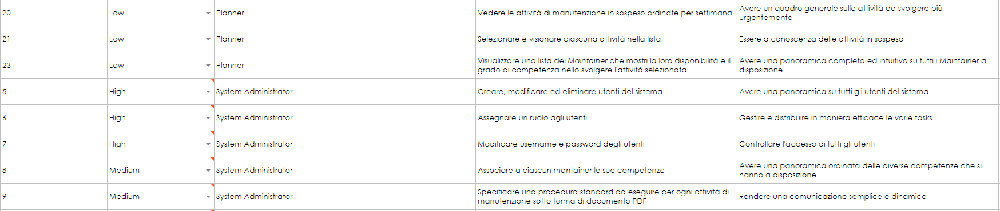 20 Low Planner Vedere le attività di manutenzione in sospeso ordinate per settimana Avere un quadro generale sulle attività da svolgere più
urgentemente
21 Low Planner Selezionare e visionare ciascuna attività nella lista Essere a conoscenza delle attività in sospeso
23 Low Planner Visualizzare una lista dei Maintainer che mostri la loro disponibilità e il
grado di competenza nello svolgere l'attività selezionata Avere una panoramica completa ed intuitiva su tutti i Maintainer a
disposizione
5 High System Administrator Creare, modificare ed eliminare utenti del sistema Avere una panoramica su tutti gli utenti del sistema
6 High System Administrator Assegnare un ruolo agli utenti Gestire e distribuire in maniera efficace le varie tasks
7 High System Administrator Modificare username e password degli utenti Controllare l'accesso di tutti gli utenti
8 Medium System Administrator Associare a ciascun mantainer le sue competenze Avere una panoramica ordinata delle diverse competenze che si
hanno a disposizione
9 Medium System Administrator Specificare una procedura standard da eseguire per ogni attività di
manutenzione sotto forma di documento PDF Rendere una comunicazione semplice e dinamica